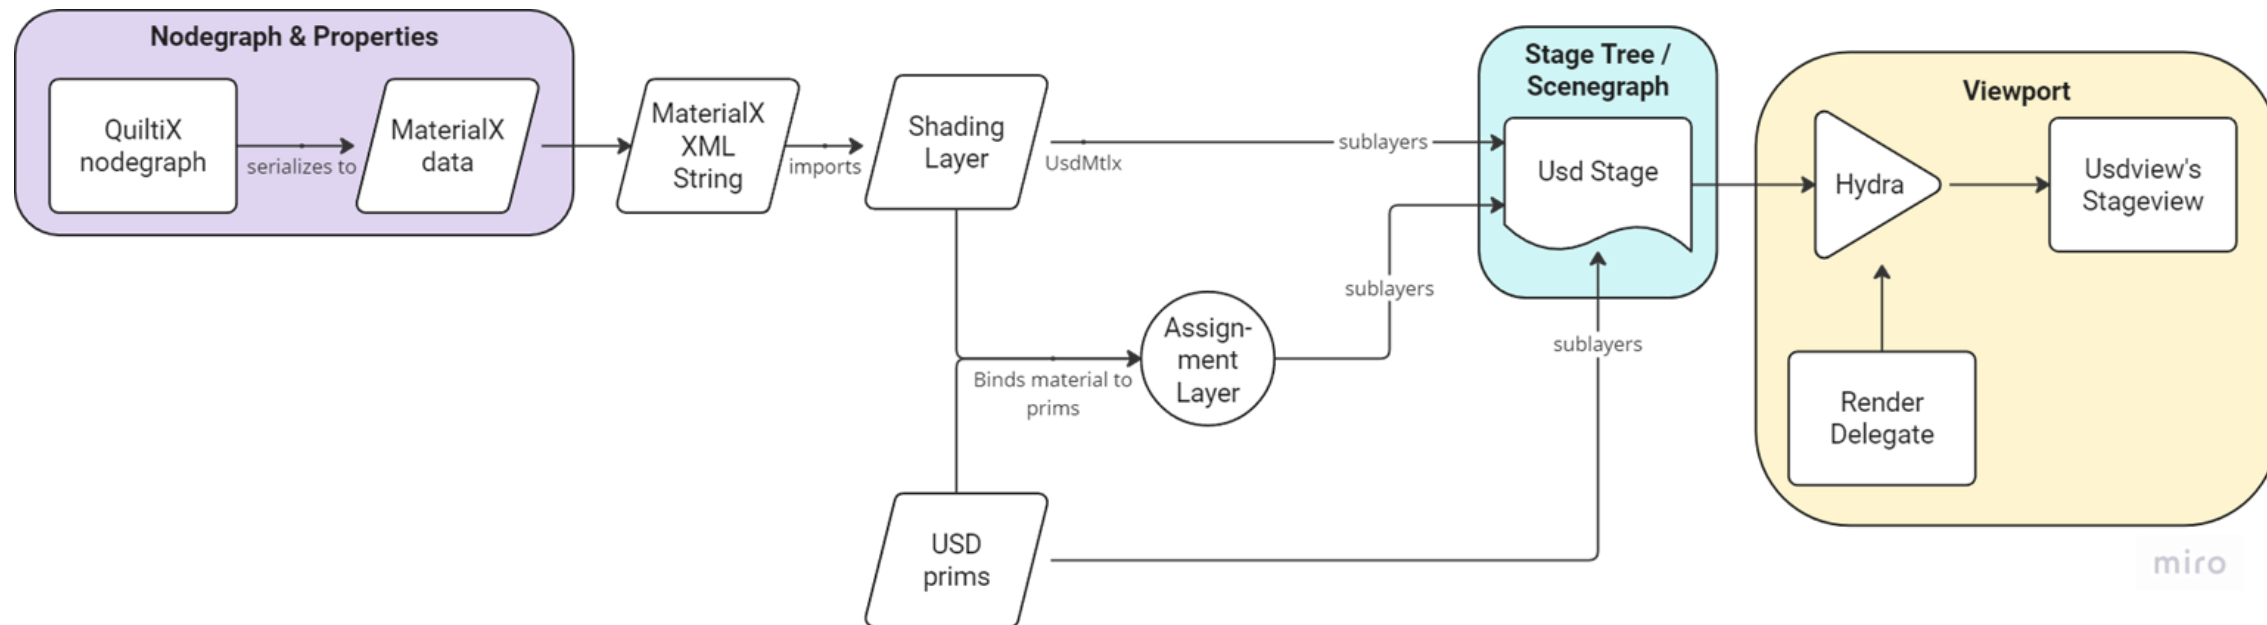 Nodegraph & Properties
QuiltiX
nodegraph
serializes to
MaterialX
data
MaterialX
XML
String
imports
Shading
Layer
UsdMtlx
sublayers
Stage Tree /
Scenegraph
Usd Stage
Viewport
Hydra
Usdview's
Stageview
Render
Delegate
Binds material to
prims
Assign-
ment
Layer
sublayers
sublayers
USD
prims
miro